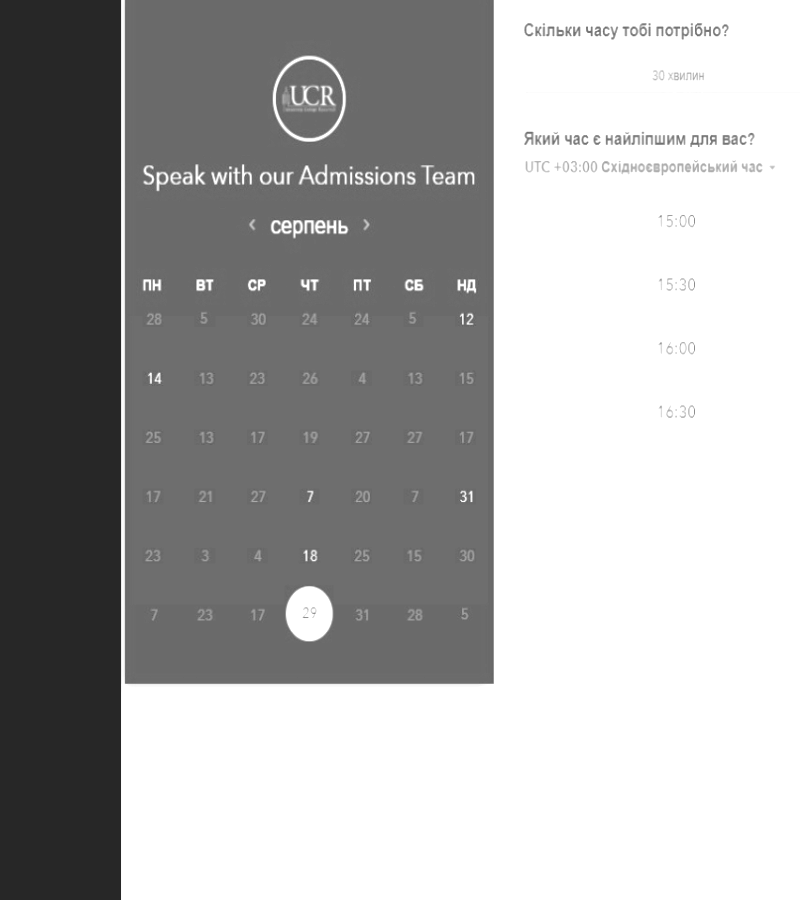 UCR
Speak with our Admissions Team
‹ серпень ›
ПН ВТ СР ЧТ ПТ СБ НД
28 5 30 24 24 5 12
14 13 23 26 4 13 15
25 13 17 19 27 27 17
17 21 27 7 20 7 31
23 3 4 18 25 15 30
7 23 17 29 31 28 5
Скільки часу тобі потрібно?
30 хвилин
Який час є найліпшим для вас?
UTC +03:00 Східноєвропейський час
15:00
15:30
16:00
16:30